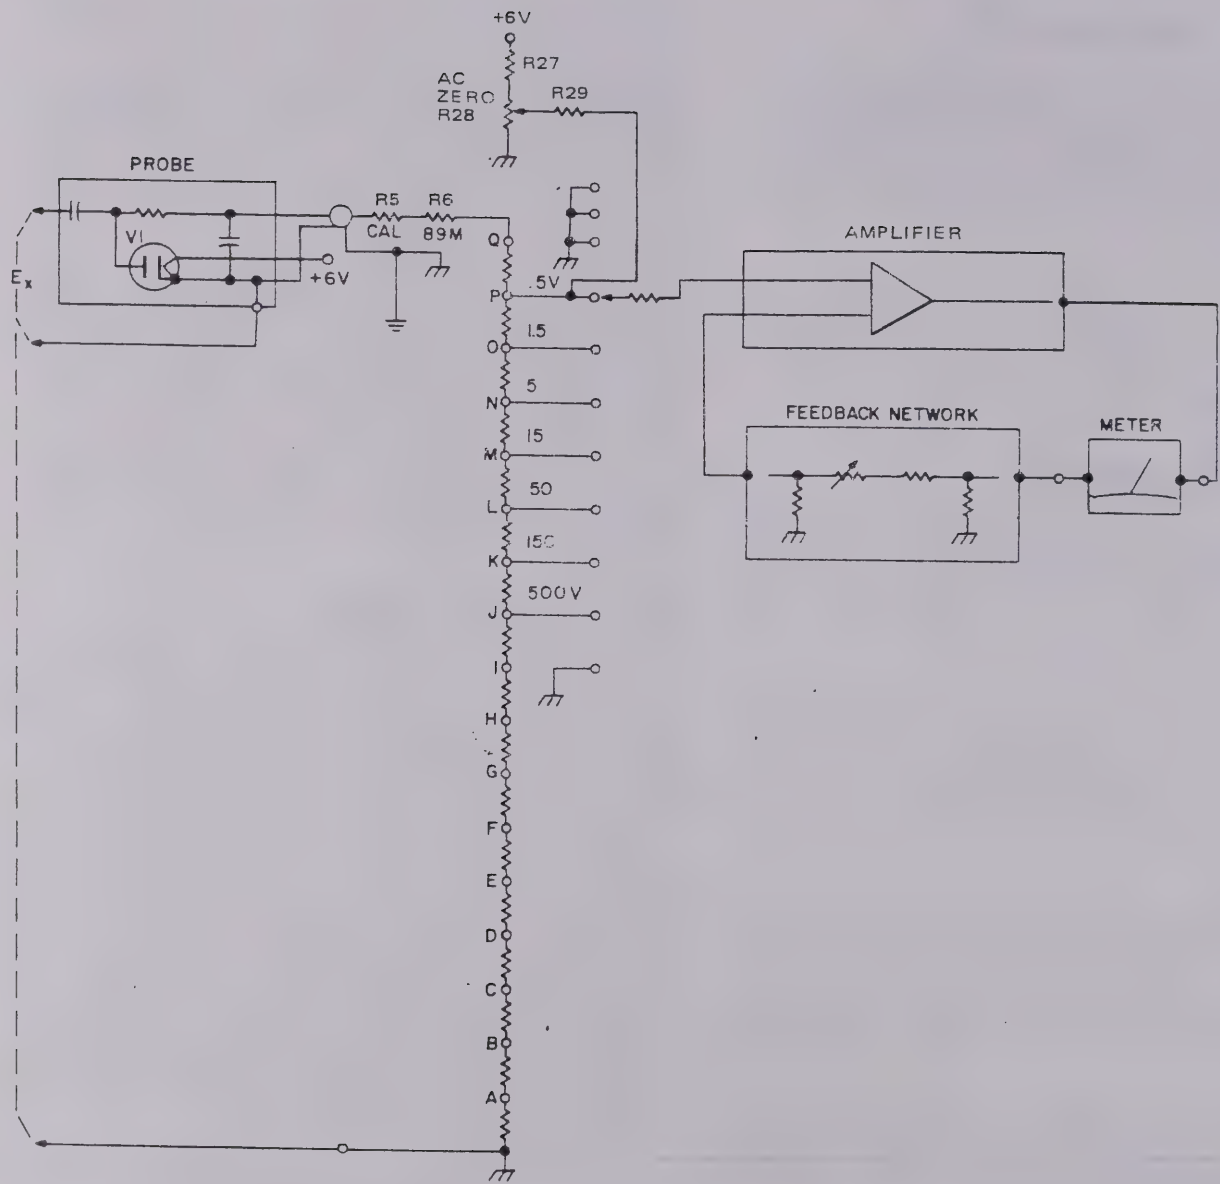 +6V
R27
AC
ZERO
R28
R29
PROBE
R5
CAL
R6
89M
V1
+6V
Ex
Q
P
.5V
O
1.5
N
5
M
15
L
50
K
150
J
500V
I
H
G
F
E
D
C
B
A
AMPLIFIER
FEEDBACK NETWORK
METER